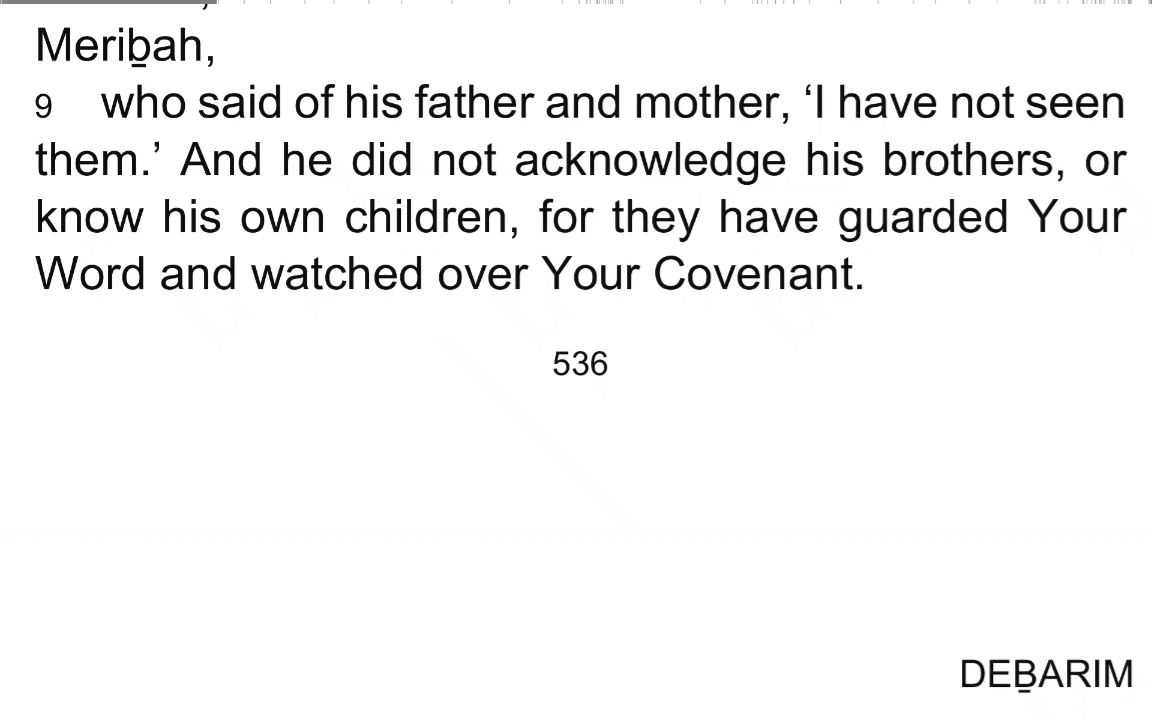 Meriḇah,
9 who said of his father and mother, ‘I have not seen
them.’ And he did not acknowledge his brothers, or
know his own children, for they have guarded Your
Word and watched over Your Covenant.
536
DEḆARIM